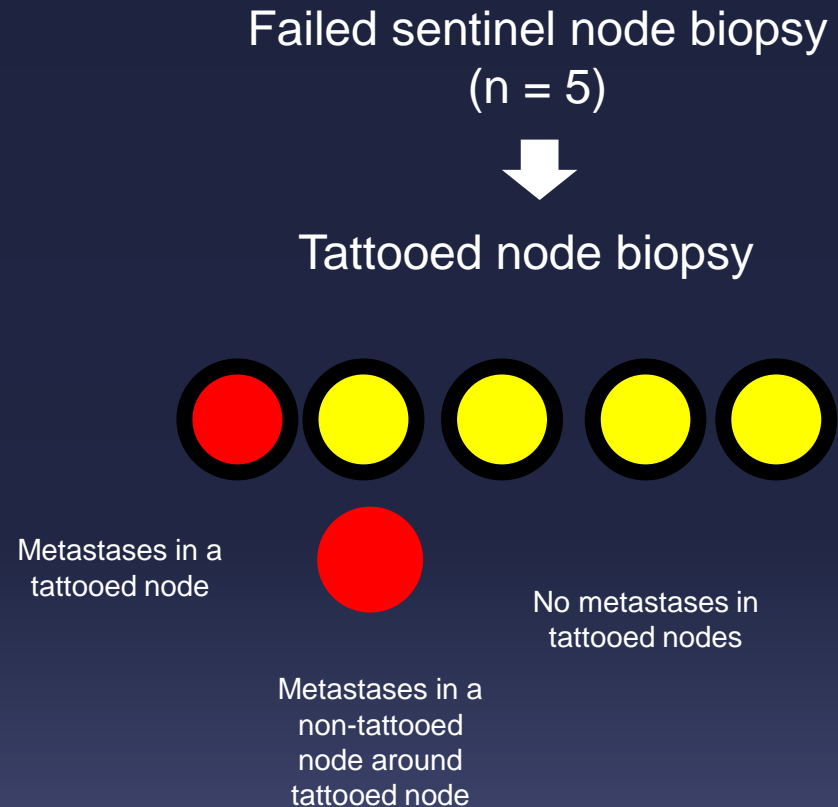 Failed sentinel node biopsy
(n = 5)
Tattooed node biopsy
Metastases in a
tattooed node
No metastases in
tattooed nodes
Metastases in a
non-tattooed
node around
tattooed node